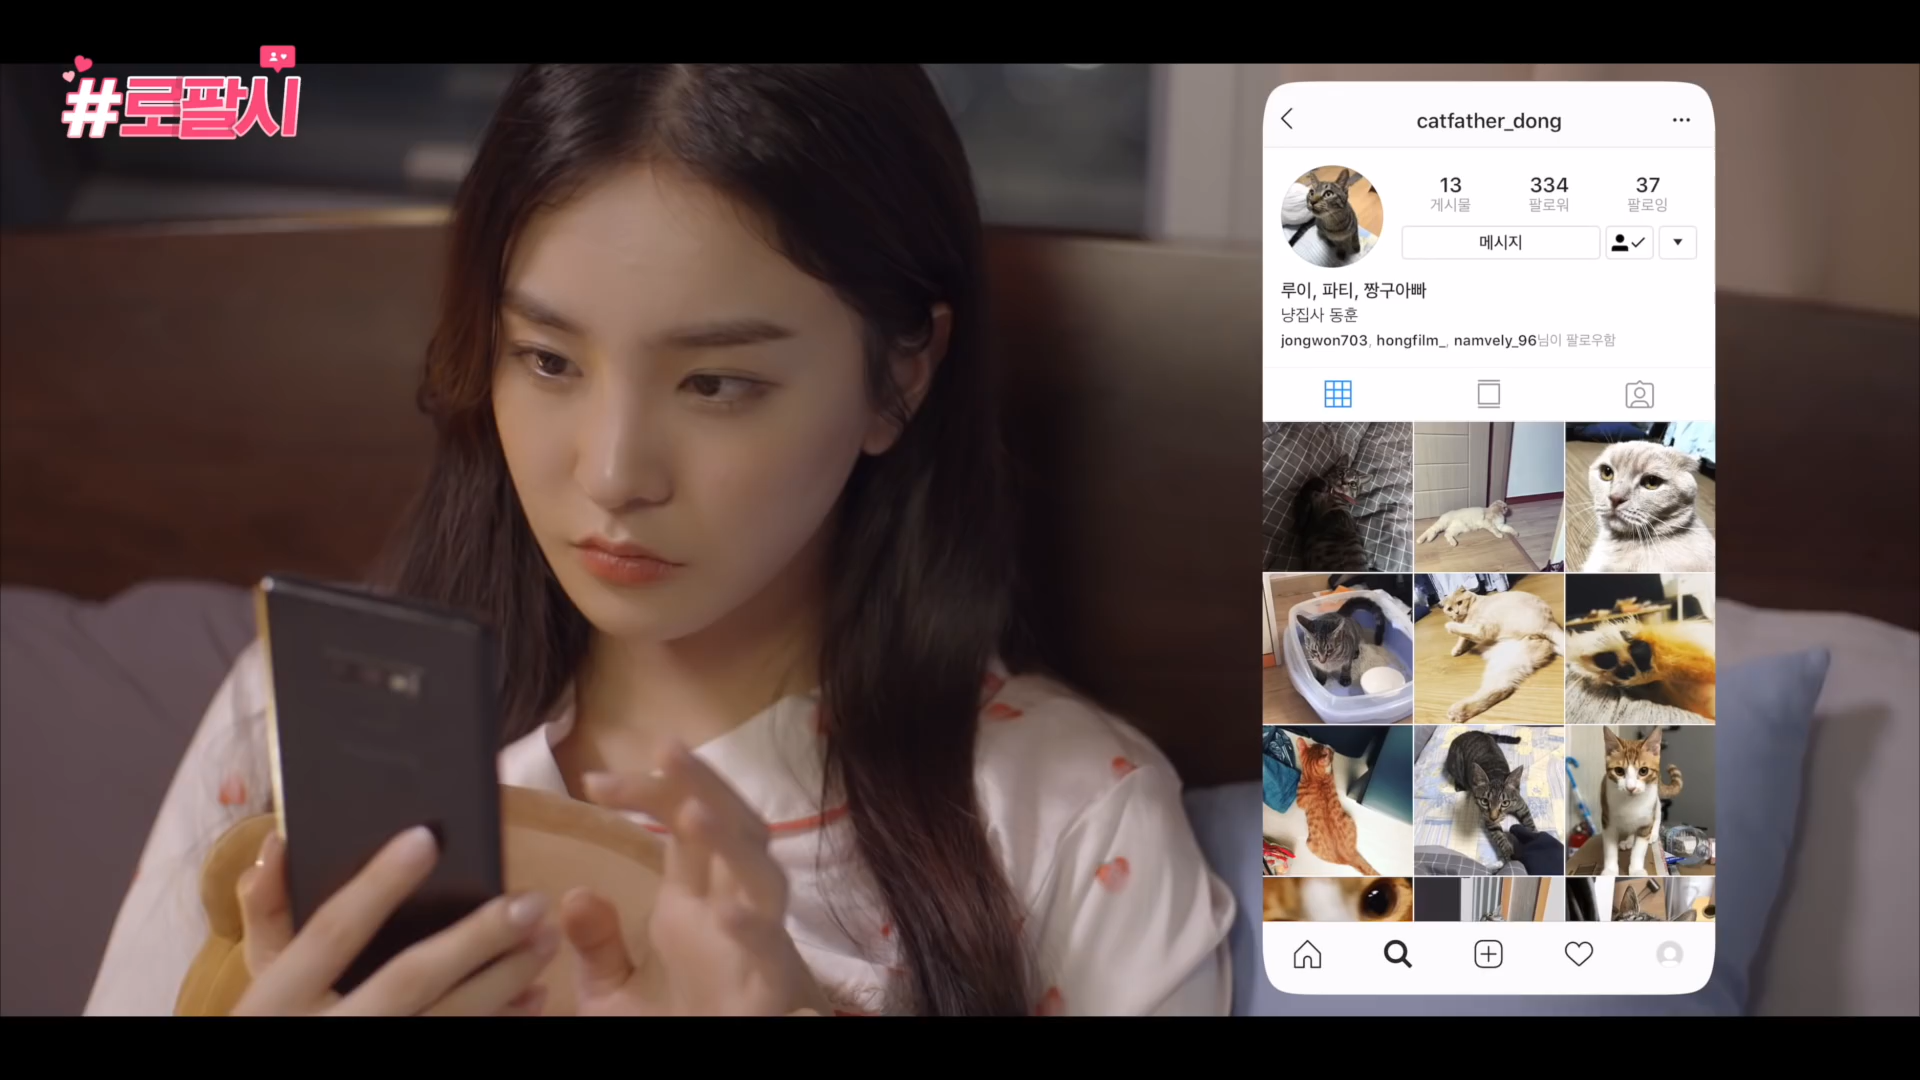 #로팔시
catfather_dong
13 334 37
게시물 팔로워 팔로잉
메시지
루이, 파티, 짱구아빠
냥집사 동훈
jongwon703, hongfilm_, namvely_96님이 팔로우함